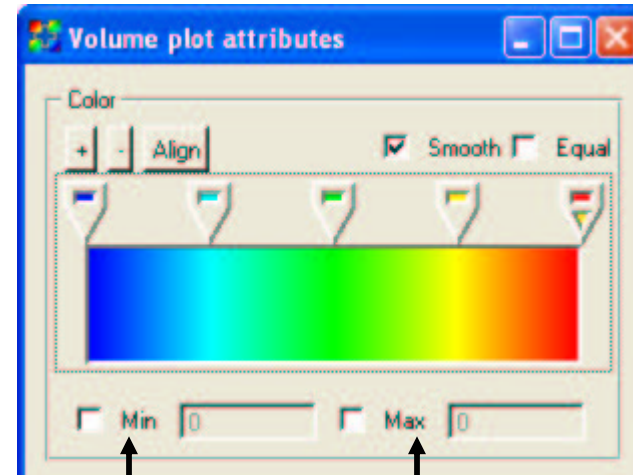 Volume plot attributes
Color
+ - Align Smooth Equal
Min 0 Max 0